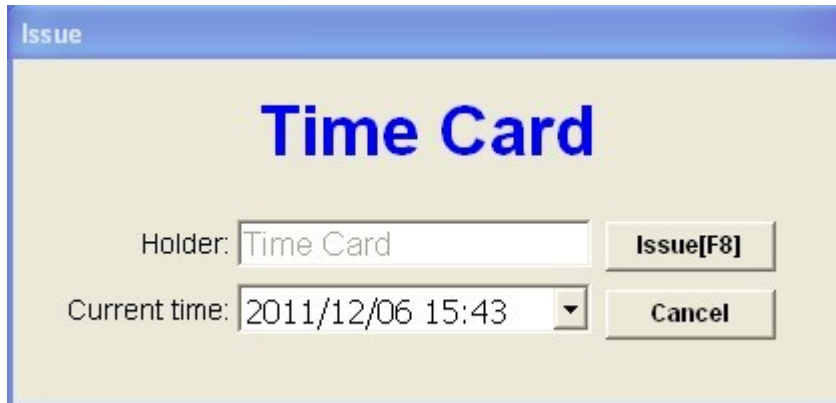 Issue
Time Card
Holder: Time Card Issue[F8]
Current time: 2011/12/06 15:43 Cancel